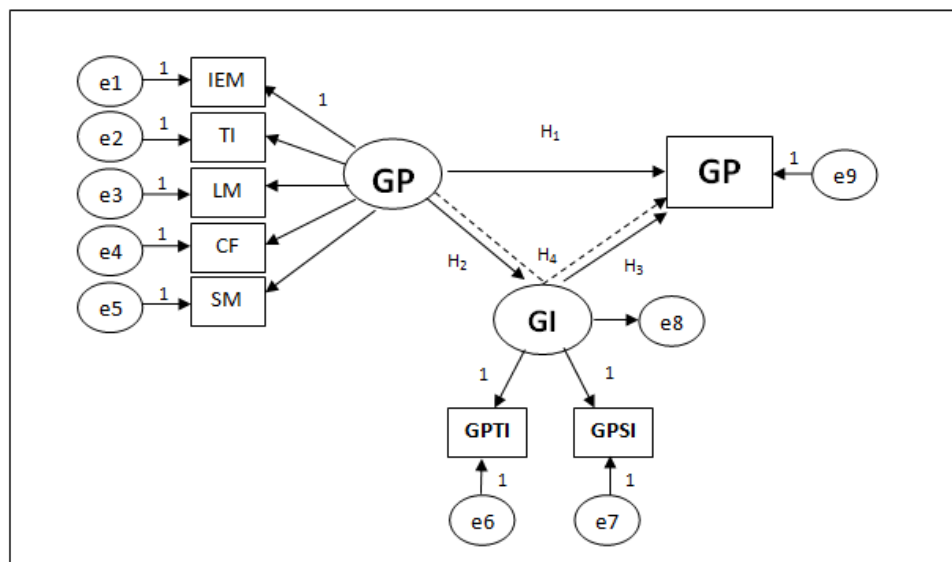 e1
1
IEM
1
e2
1
TI
e3
1
LM
e4
1
CF
e5
1
SM
GP
H1
GP
1
e9
H2
H4
H3
GI
e8
1
1
GPTI
GPSI
1
1
e6
e7